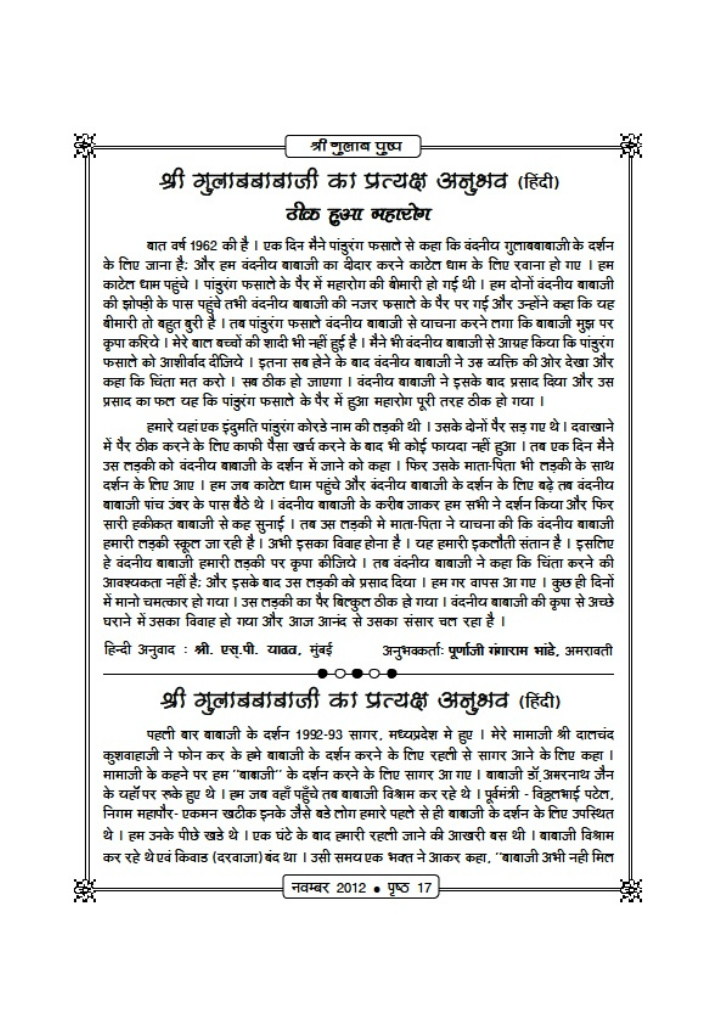 श्री गुलाब पुष्प
श्री गुलाबबाबाजी का प्रत्यक्ष अनुभव (हिंदी)
ठीक हुआ महारोग
बात वर्ष 1962 की है । एक दिन मैने पांडुरंग फसाले से कहा कि वंदनीय गुलाबबाबाजी के दर्शन
के लिए जाना है; और हम वंदनीय बाबाजी का दीदार करने काटेल धाम के लिए रवाना हो गए । हम
काटेल धाम पहुंचे । पांडुरंग फसाले के पैर में महारोग की बीमारी हो गई थी । हम दोनों वंदनीय बाबाजी
की झोपड़ी के पास पहुंचे तभी वंदनीय बाबाजी की नजर फसाले के पैर पर गई और उन्होंने कहा कि यह
बीमारी तो बहुत बुरी है । तब पांडुरंग फसाले वंदनीय बाबाजी से याचना करने लगा कि बाबाजी मुझ पर
कृपा करिये । मेरे बाल बच्चों की शादी भी नहीं हुई है । मैने भी वंदनीय बाबाजी से आग्रह किया कि पांडुरंग
फसाले को आशीर्वाद दीजिये । इतना सब होने के बाद वंदनीय बाबाजी ने उस व्यक्ति की ओर देखा और
कहा कि चिंता मत करो । सब ठीक हो जाएगा । वंदनीय बाबाजी ने इसके बाद प्रसाद दिया और उस
प्रसाद का फल यह कि पांडुरंग फसाले के पैर में हुआ महारोग पूरी तरह ठीक हो गया ।
हमारे यहां एक इंदुमति पांडुरंग कोरडे नाम की लड़की थी । उसके दोनों पैर सड़ गए थे । दवाखाने
में पैर ठीक करने के लिए काफी पैसा खर्च करने के बाद भी कोई फायदा नहीं हुआ । तब एक दिन मैने
उस लड़की को वंदनीय बाबाजी के दर्शन में जाने को कहा । फिर उसके माता-पिता भी लड़की के साथ
दर्शन के लिए आए । हम जब काटेल धाम पहुंचे और वंदनीय बाबाजी के दर्शन के लिए बढ़े तब वंदनीय
बाबाजी पांच उंबर के पास बैठे थे । वंदनीय बाबाजी के करीब जाकर हम सभी ने दर्शन किया और फिर
सारी हकीकत बाबाजी से कह सुनाई । तब उस लड़की मे माता-पिता ने याचना की कि वंदनीय बाबाजी
हमारी लड़की स्कूल जा रही है । अभी इसका विवाह होना है । यह हमारी इकलौती संतान है । इसलिए
हे वंदनीय बाबाजी हमारी लड़की पर कृपा कीजिये । तब वंदनीय बाबाजी ने कहा कि चिंता करने की
आवश्यकता नहीं है; और इसके बाद उस लड़की को प्रसाद दिया । हम गर वापस आ गए । कुछ ही दिनों
में मानो चमत्कार हो गया । उस लड़की का पैर बिल्कुल ठीक हो गया । वंदनीय बाबाजी की कृपा से अच्छे
घराने में उसका विवाह हो गया और आज आनंद से उसका संसार चल रहा है ।
हिन्दी अनुवाद : श्री. एस्.पी. यादव, मुंबई अनुभवकर्ताः पूर्णाजी गंगाराम भांडे, अमरावती
श्री गुलाबबाबाजी का प्रत्यक्ष अनुभव (हिंदी)
पहली बार बाबाजी के दर्शन 1992-93 सागर, मध्यप्रदेश मे हुए । मेरे मामाजी श्री दालचंद
कुशवाहाजी ने फोन कर के हमे बाबाजी के दर्शन करने के लिए रहली से सागर आने के लिए कहा ।
मामाजी के कहने पर हम "बाबाजी" के दर्शन करने के लिए सागर आ गए । बाबाजी डॉ.अमरनाथ जैन
के यहाँ पर रुके हुए थे । हम जब वहाँ पहुँचे तब बाबाजी विश्राम कर रहे थे । पूर्वमंत्री - विठ्ठलभाई पटेल,
निगम महापौर- एकमन खटीक इनके जैसे बडे लोग हमारे पहले से ही बाबाजी के दर्शन के लिए उपस्थित
थे । हम उनके पीछे खडे थे । एक घंटे के बाद हमारी रहली जाने की आखरी बस थी । बाबाजी विश्राम
कर रहे थे एवं किवाड (दरवाजा) बंद था । उसी समय एक भक्त ने आकर कहा, "बाबाजी अभी नही मिल
नवम्बर 2012 ● पृष्ठ 17